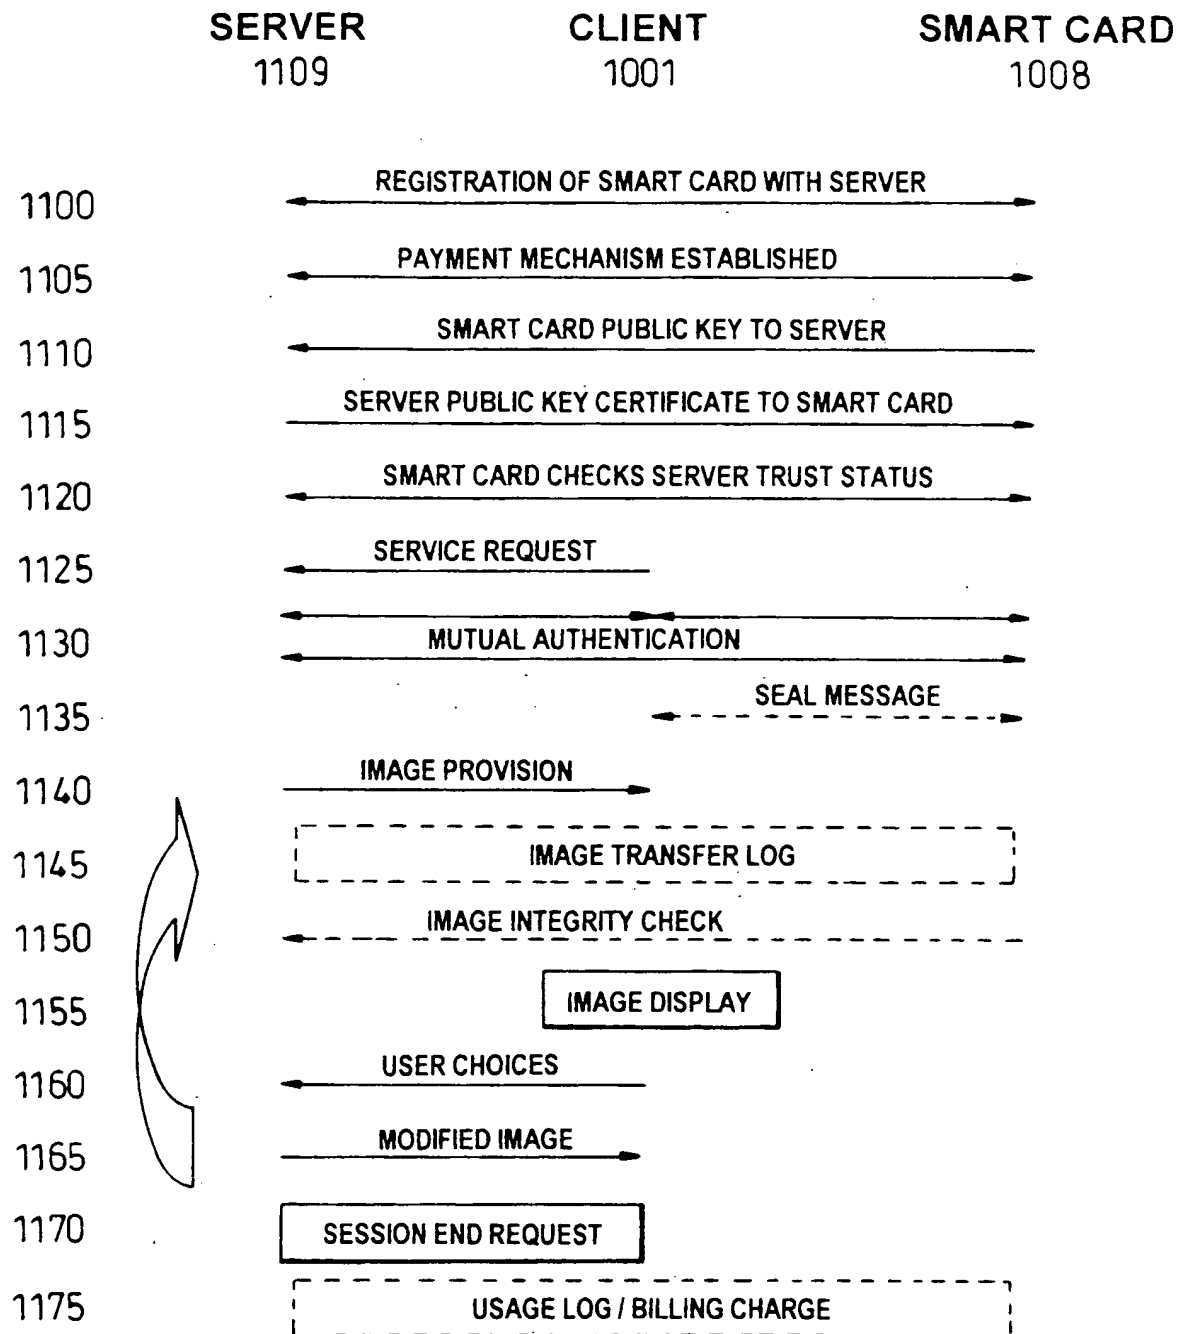 SERVER CLIENT SMART CARD
1109 1001 1008
1100 REGISTRATION OF SMART CARD WITH SERVER
1105 PAYMENT MECHANISM ESTABLISHED
1110 SMART CARD PUBLIC KEY TO SERVER
1115 SERVER PUBLIC KEY CERTIFICATE TO SMART CARD
1120 SMART CARD CHECKS SERVER TRUST STATUS
1125 SERVICE REQUEST
1130 MUTUAL AUTHENTICATION
1135 SEAL MESSAGE
1140 IMAGE PROVISION
1145 IMAGE TRANSFER LOG
1150 IMAGE INTEGRITY CHECK
1155 IMAGE DISPLAY
1160 USER CHOICES
1165 MODIFIED IMAGE
1170 SESSION END REQUEST
1175 USAGE LOG / BILLING CHARGE